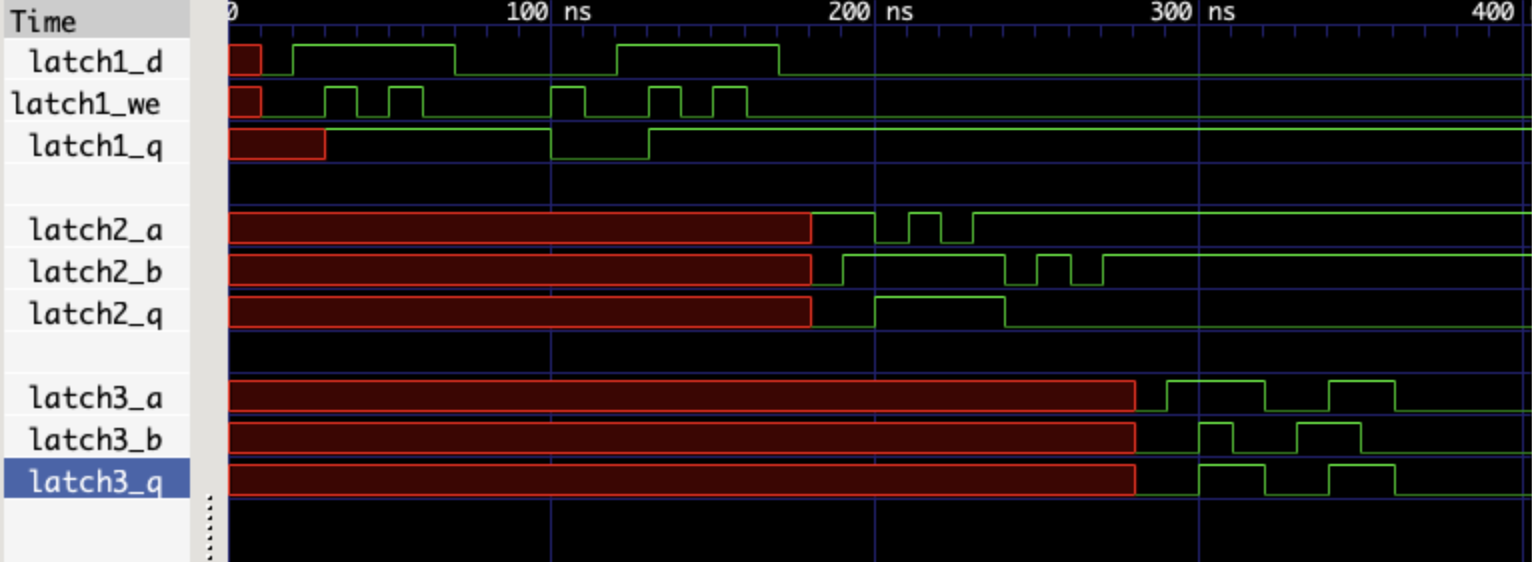 Time 0 100 ns 200 ns 300 ns 400
latch1_d
latch1_we
latch1_q
latch2_a
latch2_b
latch2_q
latch3_a
latch3_b
latch3_q